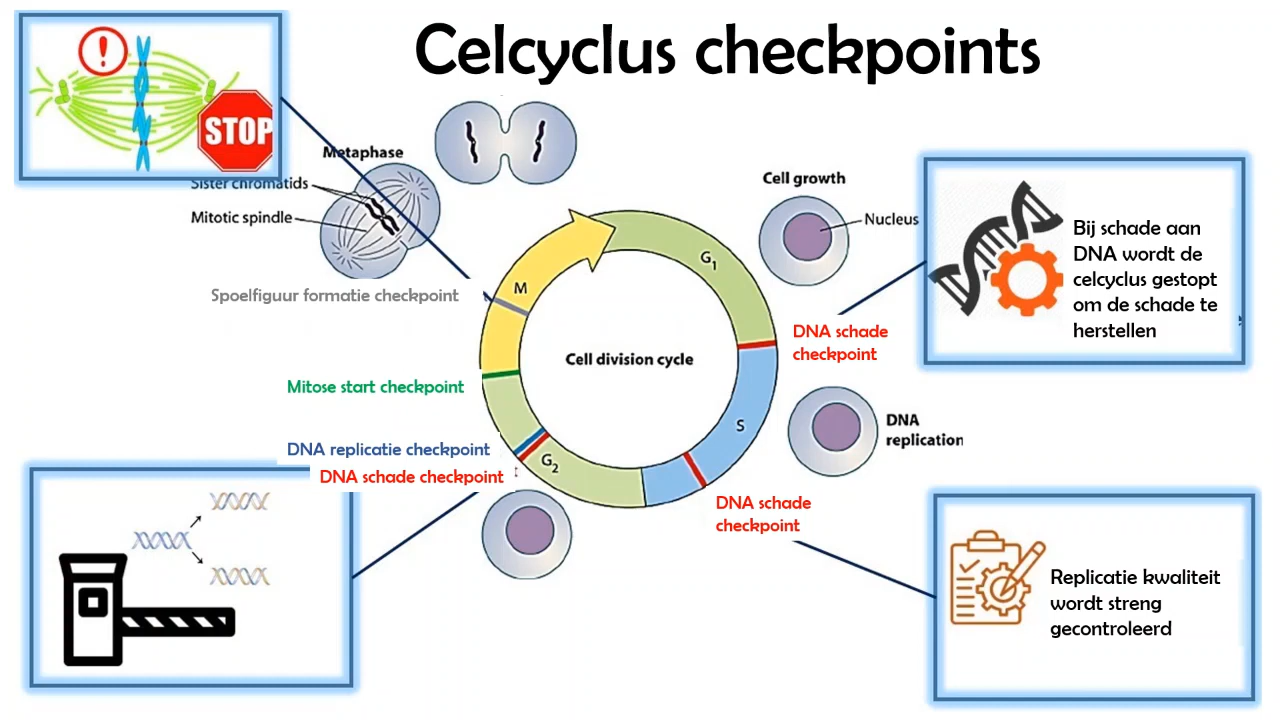 Celcyclus checkpoints
!
STOP
Metaphase
Sister chromatids
Mitotic spindle
Cell growth
Nucleus
Bij schade aan
DNA wordt de
celcyclus gestopt
om de schade te
herstellen
G1
M
Spoelfiguur formatie checkpoint
DNA schade
checkpoint
Cell division cycle
Mitose start checkpoint
S
DNA
replication
DNA replicatie checkpoint
G2
DNA schade checkpoint
DNA schade
checkpoint
Replicatie kwaliteit
wordt streng
gecontroleerd